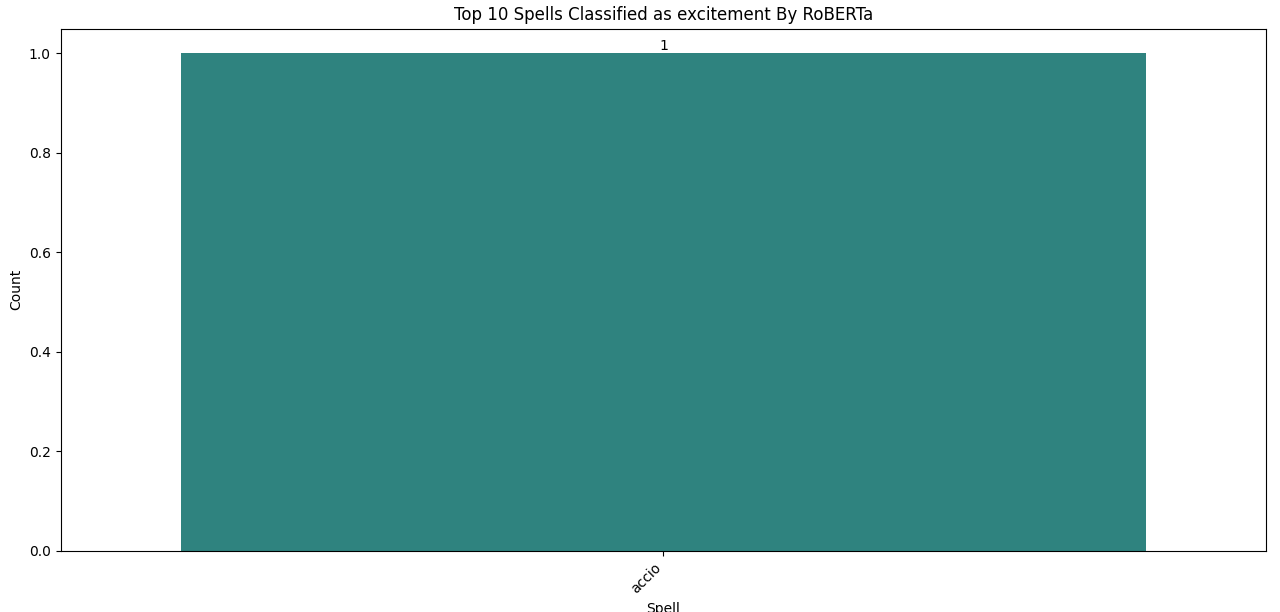 Top 10 Spells Classified as excitement By RoBERTa
1
1.0
0.8
0.6
0.4
0.2
0.0
Count
accio
Spell